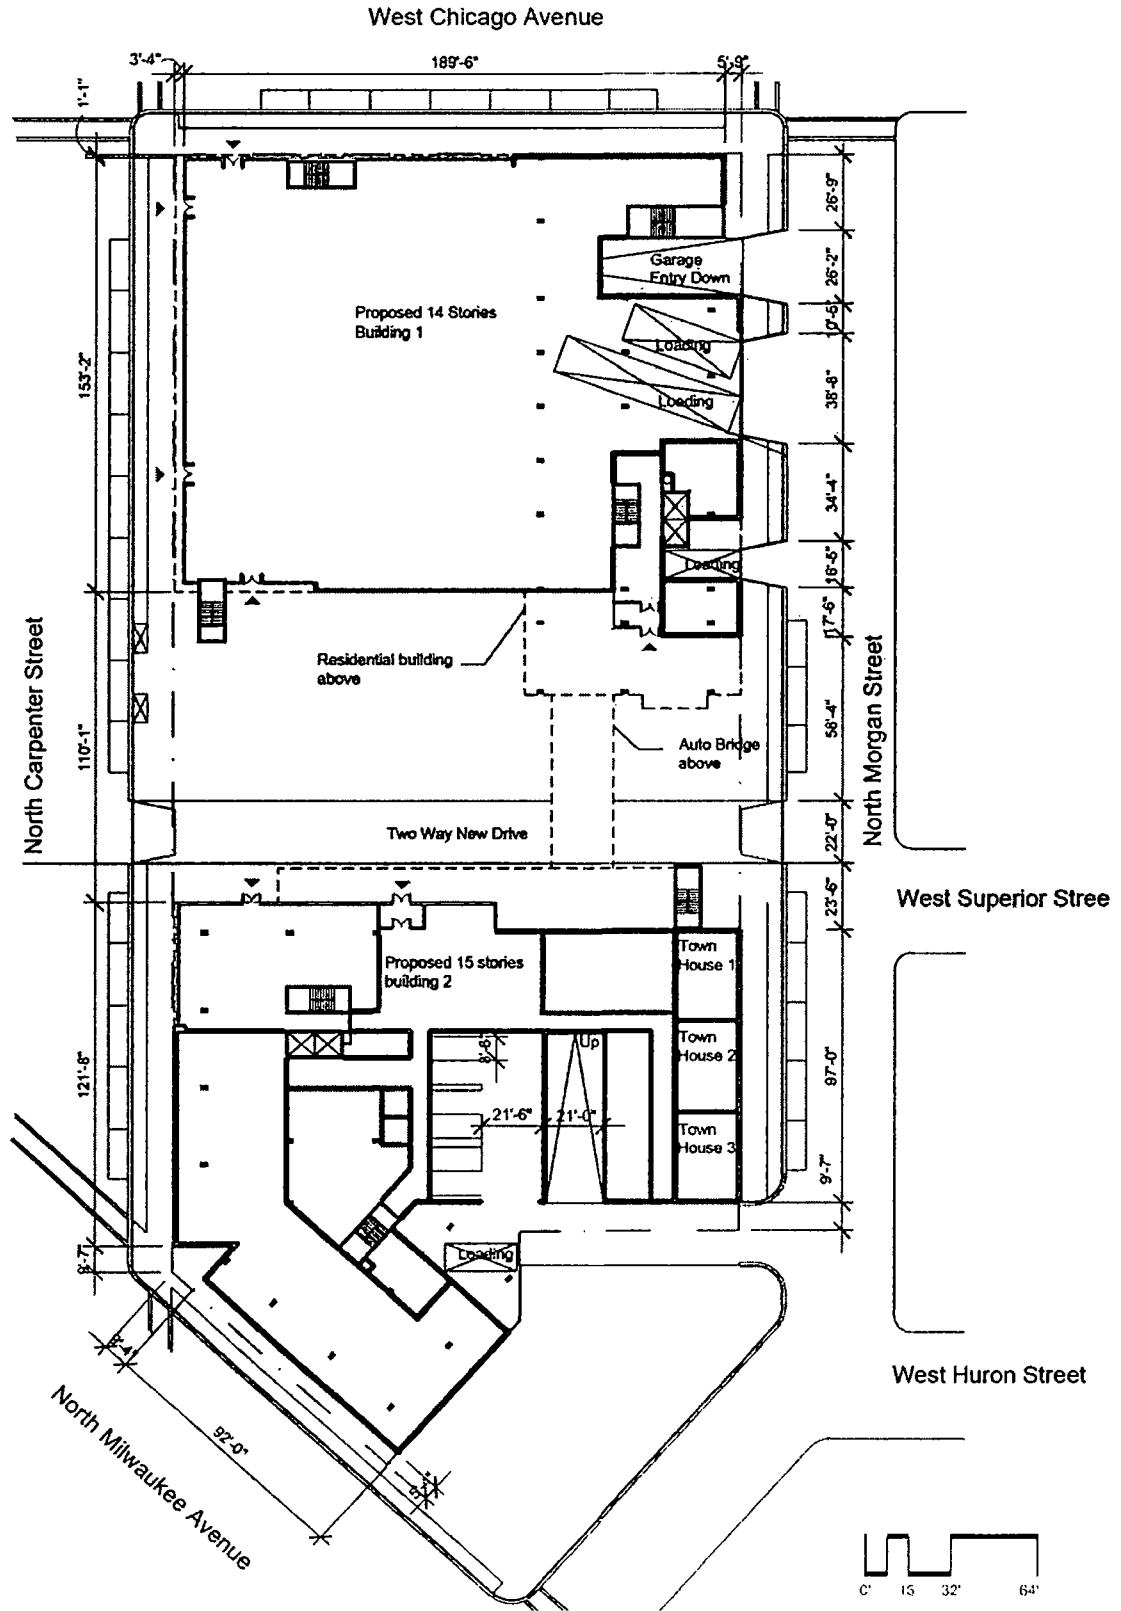 West Chicago Avenue
3'-4"
189'-6"
5'-9"
1'-1"
26'-9"
Garage
Entry Down
26'-2"
Proposed 14 Stories
Building 1
Loading
Loading
38'-8"
153'-2"
34'-4"
Loading
16'-5"
17'-6"
North Carpenter Street
Residential building
above
North Morgan Street
58'-4"
110'-1"
Auto Bridge
above
Two Way New Drive
22'-0"
23'-6"
West Superior Stree
Town
House 1
Proposed 15 stories
building 2
Up
8'-6"
Town
House 2
97'-0"
121'-8"
21'-6"
21'-0"
Town
House 3
9'-7"
Loading
9'-7"
West Huron Street
92'-0"
North Milwaukee Avenue
0'
15
32'
64'